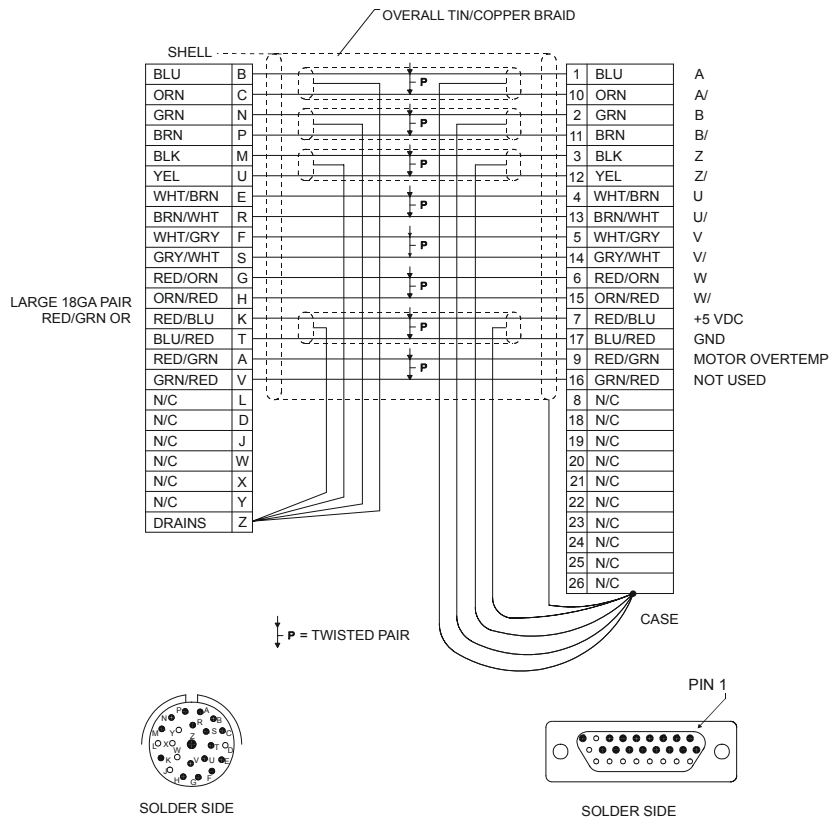 OVERALL TIN/COPPER BRAID
SHELL
BLU B P 1 BLU A
ORN C 10 ORN A/
GRN N P 2 GRN B
BRN P 11 BRN B/
BLK M P 3 BLK Z
YEL U 12 YEL Z/
WHT/BRN E P 4 WHT/BRN U
BRN/WHT R 13 BRN/WHT U/
WHT/GRY F P 5 WHT/GRY V
GRY/WHT S 14 GRY/WHT V/
RED/ORN G P 6 RED/ORN W
LARGE 18GA PAIR ORN/RED H 15 ORN/RED W/
RED/GRN OR RED/BLU K P 7 RED/BLU +5 VDC
BLU/RED T 17 BLU/RED GND
RED/GRN A P 9 RED/GRN MOTOR OVERTEMP
GRN/RED V 16 GRN/RED NOT USED
N/C L 8 N/C
N/C D 18 N/C
N/C J 19 N/C
N/C W 20 N/C
N/C X 21 N/C
N/C Y 22 N/C
DRAINS Z 23 N/C
24 N/C
25 N/C
26 N/C
CASE
P = TWISTED PAIR
PIN 1
P A
N R B
M Y S C
L X Z T D
K W V U E
J H G F
SOLDER SIDE
SOLDER SIDE